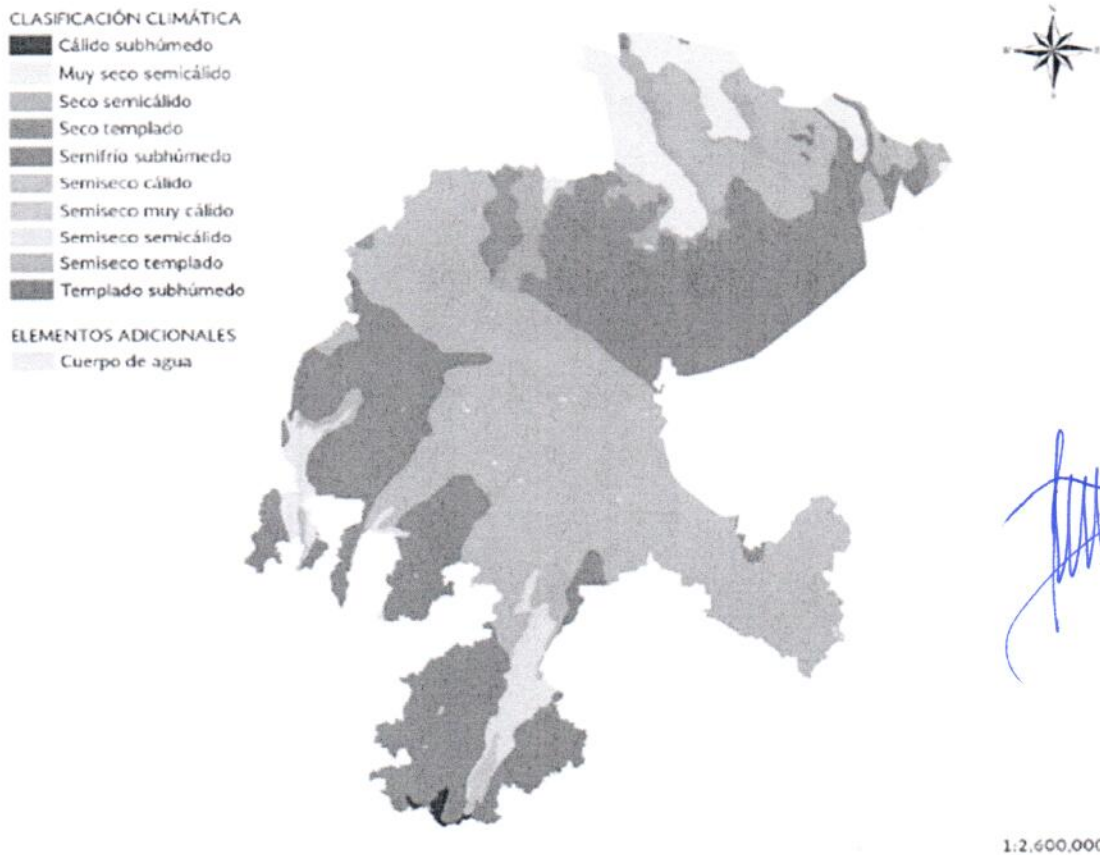 CLASIFICACIÓN CLIMÁTICA
Cálido subhúmedo
Muy seco semicálido
Seco semicálido
Seco templado
Semifrío subhúmedo
Semiseco cálido
Semiseco muy cálido
Semiseco semicálido
Semiseco templado
Templado subhúmedo
ELEMENTOS ADICIONALES
Cuerpo de agua
1:2,600,000